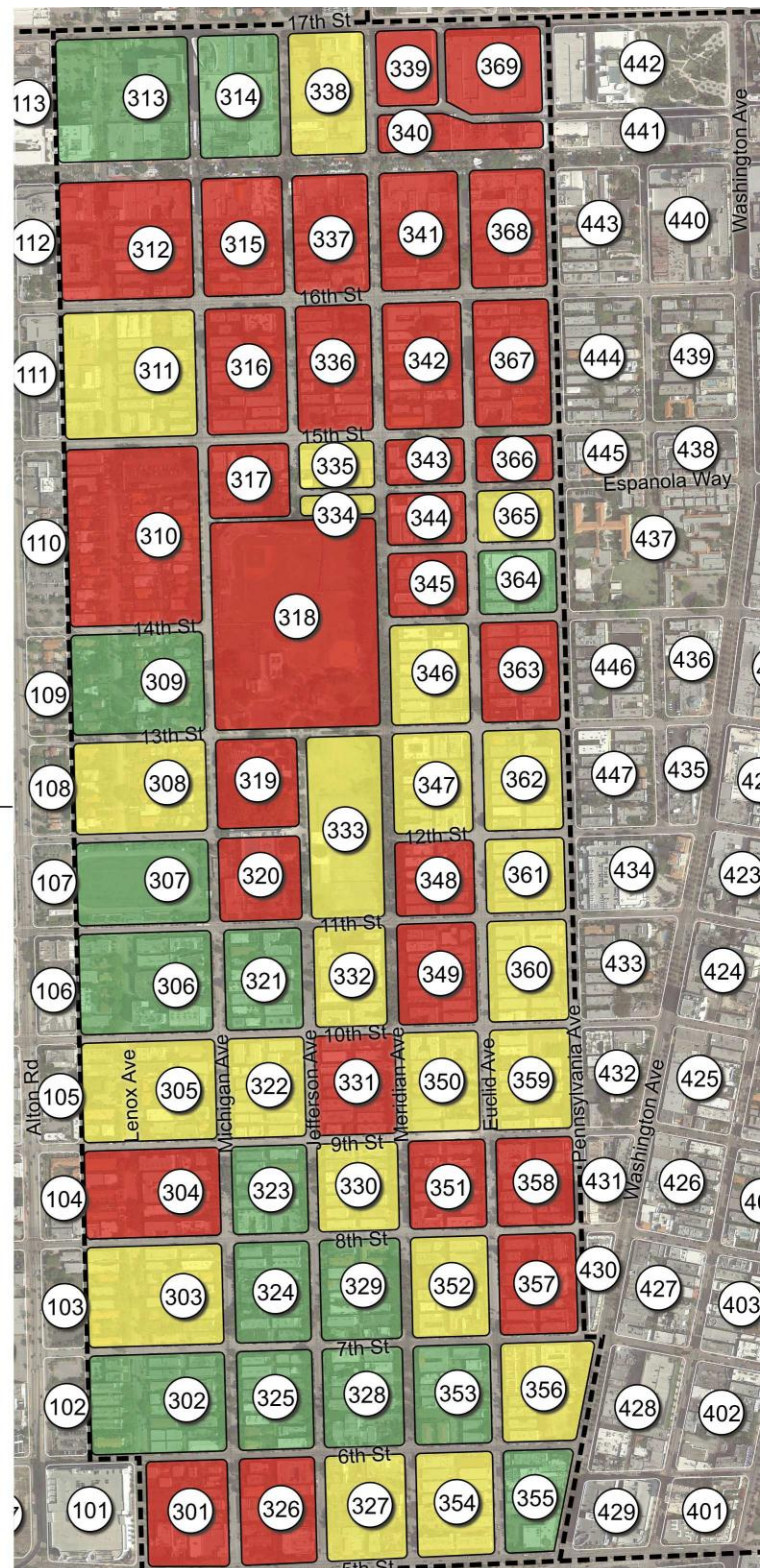 17th St
113 313 314 338 339 369 442
340 441
Washington Ave
112 312 315 337 341 368 443 440
16th St
111 311 316 336 342 367 444 439
15th St
317 335 343 366 445 438
Espanola Way
334 344 365
110 310 437
345 364
318
14th St
109 309 346 363 446 436
13th St
108 308 319 347 362 447 435
333
12th St
107 307 320 348 361 434 423
11th St
106 306 321 332 349 360 433 424
10th St
105 305 322 331 350 359 432 425
Alton Rd
Lenox Ave
Michigan Ave
Jefferson Ave
Meridian Ave
Euclid Ave
Pennsylvania Ave
Washington Ave
9th St
104 304 323 330 351 358 431 426
8th St
103 303 324 329 352 357 430 427 403
7th St
102 302 325 328 353 356 428 402
6th St
101 301 326 327 354 355 429 401
5th St